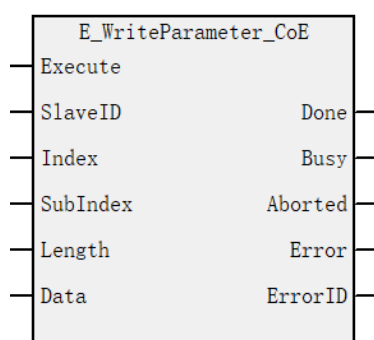 E_WriteParameter_CoE
Execute
SlaveID Done
Index Busy
SubIndex Aborted
Length Error
Data ErrorID